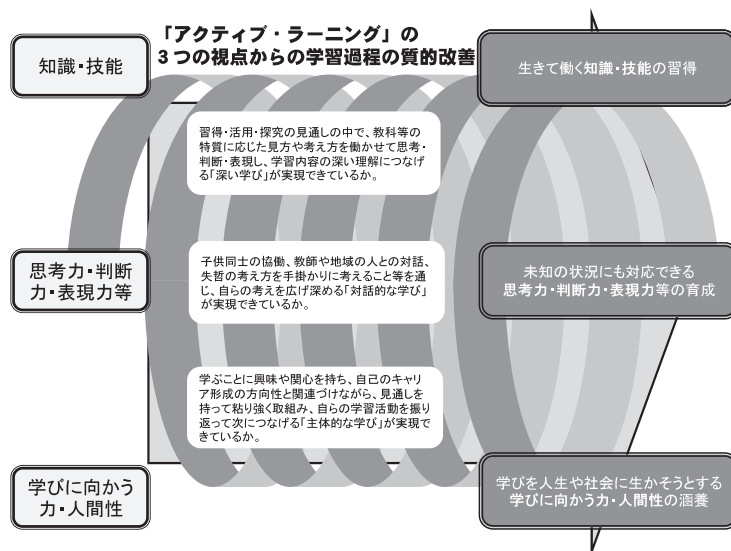 「アクティブ・ラーニング」の
3つの視点からの学習過程の質的改善
知識・技能
生きて働く知識・技能の習得
習得・活用・探究の見通しの中で、教科等の
特質に応じた見方や考え方を働かせて思考・
判断・表現し、学習内容の深い理解につなげ
る「深い学び」が実現できているか。
思考力・判断
力・表現力等
子供同士の協働、教師や地域の人との対話、
失哲の考え方を手掛かりに考えること等を通
じ、自らの考えを広げ深める「対話的な学び」
が実現できているか。
未知の状況にも対応できる
思考力・判断力・表現力等の育成
学ぶことに興味や関心を持ち、自己のキャリ
ア形成の方向性と関連づけながら、見通しを
持って粘り強く取組み、自らの学習活動を振り
返って次につなげる「主体的な学び」が実現で
きているか。
学びに向かう
力・人間性
学びを人生や社会に生かそうとする
学びに向かう力・人間性の涵養